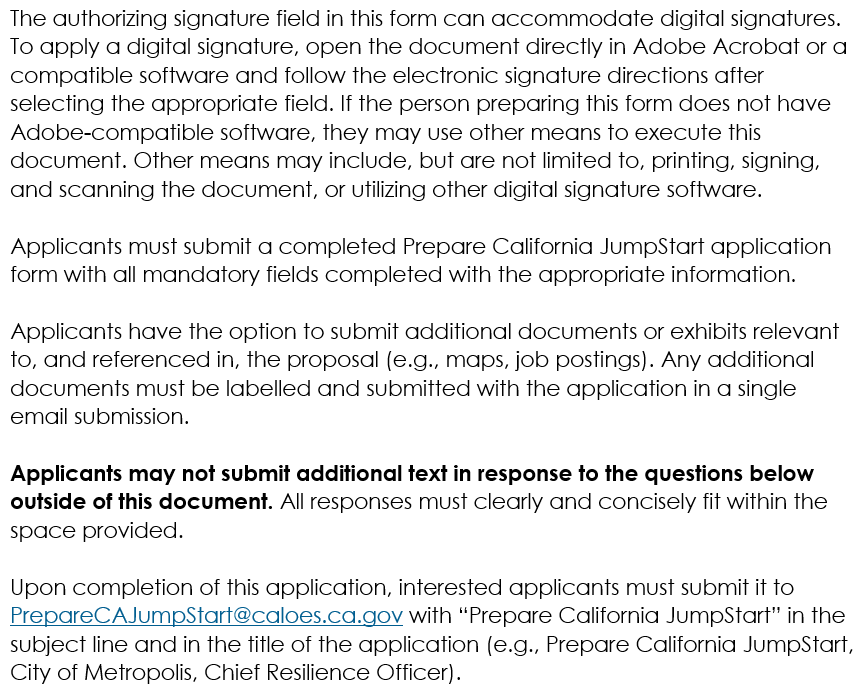 The authorizing signature field in this form can accommodate digital signatures.
To apply a digital signature, open the document directly in Adobe Acrobat or a
compatible software and follow the electronic signature directions after
selecting the appropriate field. If the person preparing this form does not have
Adobe-compatible software, they may use other means to execute this
document. Other means may include, but are not limited to, printing, signing,
and scanning the document, or utilizing other digital signature software.
Applicants must submit a completed Prepare California JumpStart application
form with all mandatory fields completed with the appropriate information.
Applicants have the option to submit additional documents or exhibits relevant
to, and referenced in, the proposal (e.g., maps, job postings). Any additional
documents must be labelled and submitted with the application in a single
email submission.
Applicants may not submit additional text in response to the questions below
outside of this document. All responses must clearly and concisely fit within the
space provided.
Upon completion of this application, interested applicants must submit it to
PrepareCAJumpStart@caloes.ca.gov with “Prepare California JumpStart” in the
subject line and in the title of the application (e.g., Prepare California JumpStart,
City of Metropolis, Chief Resilience Officer).